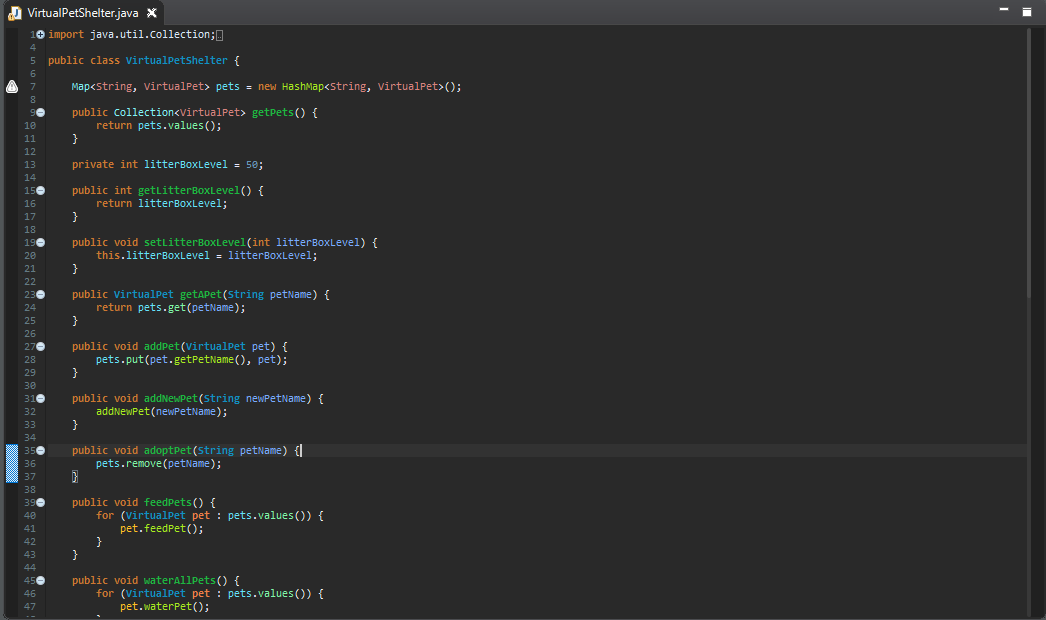 VirtualPetShelter.java
1 import java.util.Collection;
4
5 public class VirtualPetShelter {
6
7     Map<String, VirtualPet> pets = new HashMap<String, VirtualPet>();
8
9     public Collection<VirtualPet> getPets() {
10         return pets.values();
11     }
12
13     private int litterBoxLevel = 50;
14
15     public int getLitterBoxLevel() {
16         return litterBoxLevel;
17     }
18
19     public void setLitterBoxLevel(int litterBoxLevel) {
20         this.litterBoxLevel = litterBoxLevel;
21     }
22
23     public VirtualPet getAPet(String petName) {
24         return pets.get(petName);
25     }
26
27     public void addPet(VirtualPet pet) {
28         pets.put(pet.getPetName(), pet);
29     }
30
31     public void addNewPet(String newPetName) {
32         addNewPet(newPetName);
33     }
34
35     public void adoptPet(String petName) {
36         pets.remove(petName);
37     }
38
39     public void feedPets() {
40         for (VirtualPet pet : pets.values()) {
41             pet.feedPet();
42         }
43     }
44
45     public void waterAllPets() {
46         for (VirtualPet pet : pets.values()) {
47             pet.waterPet();